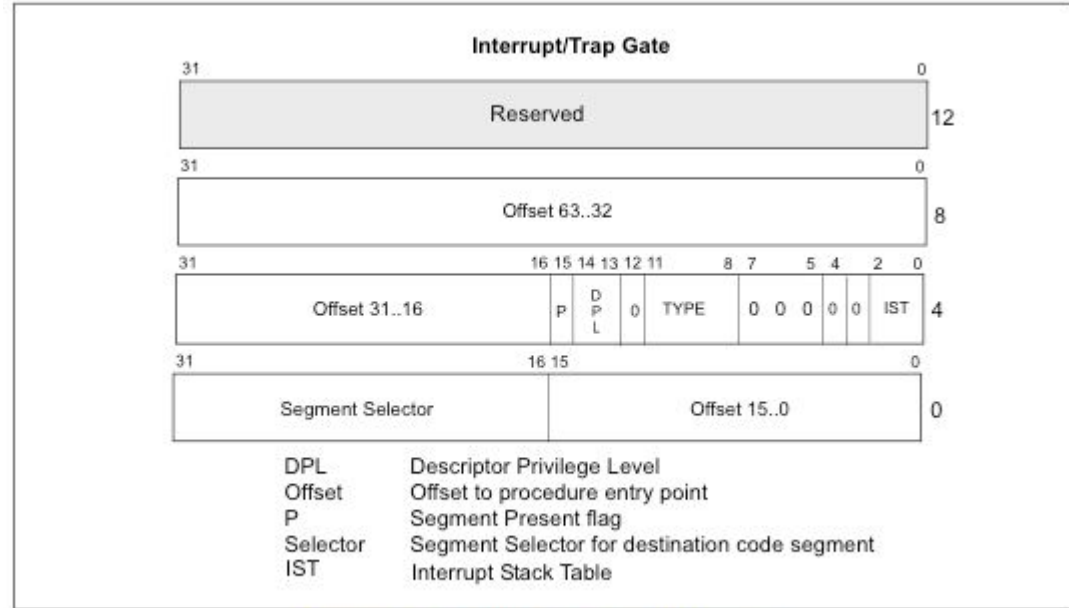 Interrupt/Trap Gate
31 0
Reserved
12
31 0
Offset 63..32
8
31 16 15 14 13 12 11 8 7 5 4 2 0
Offset 31..16 P DPL 0 TYPE 0 0 0 0 0 IST 4
31 16 15 0
Segment Selector Offset 15..0 0
DPL Descriptor Privilege Level
Offset Offset to procedure entry point
P Segment Present flag
Selector Segment Selector for destination code segment
IST Interrupt Stack Table